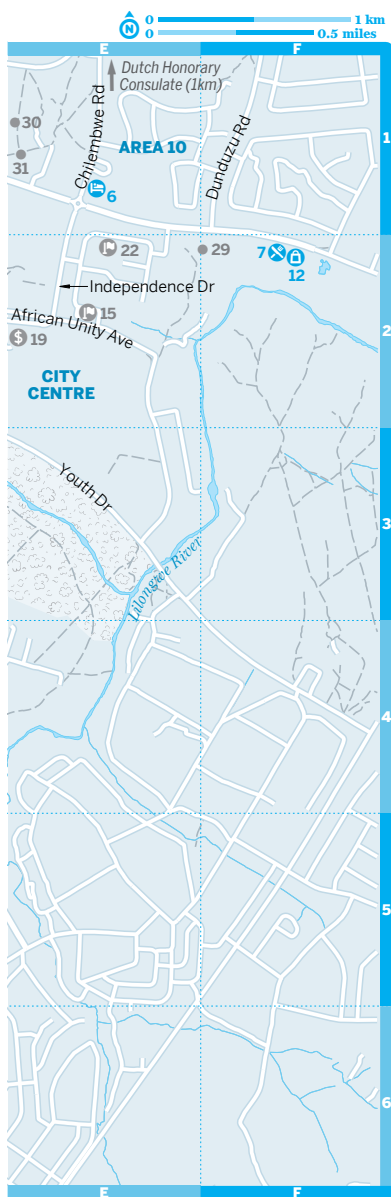 0 1 km
N
0 0.5 miles
E F
Dutch Honorary
Consulate (1km)
1
30
Chilembwe Rd
AREA 10
Dunduzu Rd
31
6
22
29
7
12
Independence Dr
15
African Unity Ave
2
$ 19
CITY
CENTRE
Youth Dr
3
Lilongwe River
4
5
6
E F